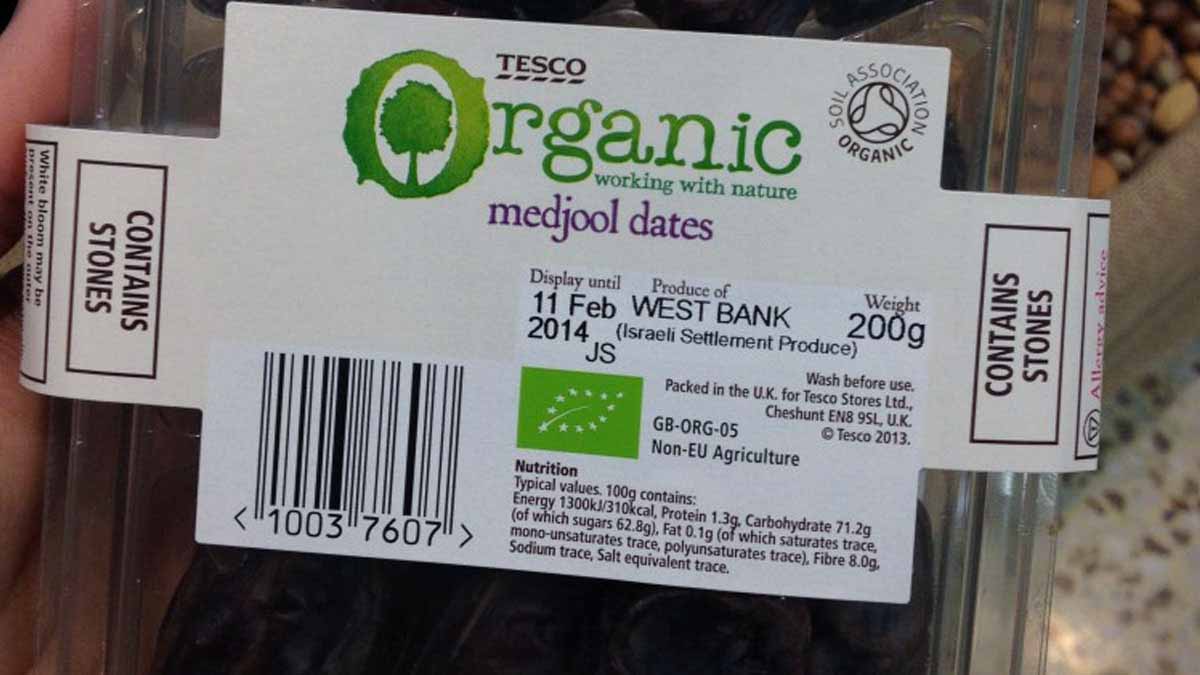 TESCO
Organic
working with nature
medjool dates
SOIL ASSOCIATION
ORGANIC
White bloom may be
present on the outer
CONTAINS
STONES
Display until
11 Feb
2014
JS
Produce of
WEST BANK
(Israeli Settlement Produce)
Weight
200g
Wash before use.
Packed in the U.K. for Tesco Stores Ltd.,
Cheshunt EN8 9SL, U.K.
© Tesco 2013.
GB-ORG-05
Non-EU Agriculture
Nutrition
Typical values. 100g contains:
Energy 1300kJ/310kcal, Protein 1.3g, Carbohydrate 71.2g
(of which sugars 62.8g), Fat 0.1g (of which saturates trace,
mono-unsaturates trace, polyunsaturates trace), Fibre 8.0g,
Sodium trace, Salt equivalent trace.
< 1003 7607 >
CONTAINS
STONES
Allergy advice
V